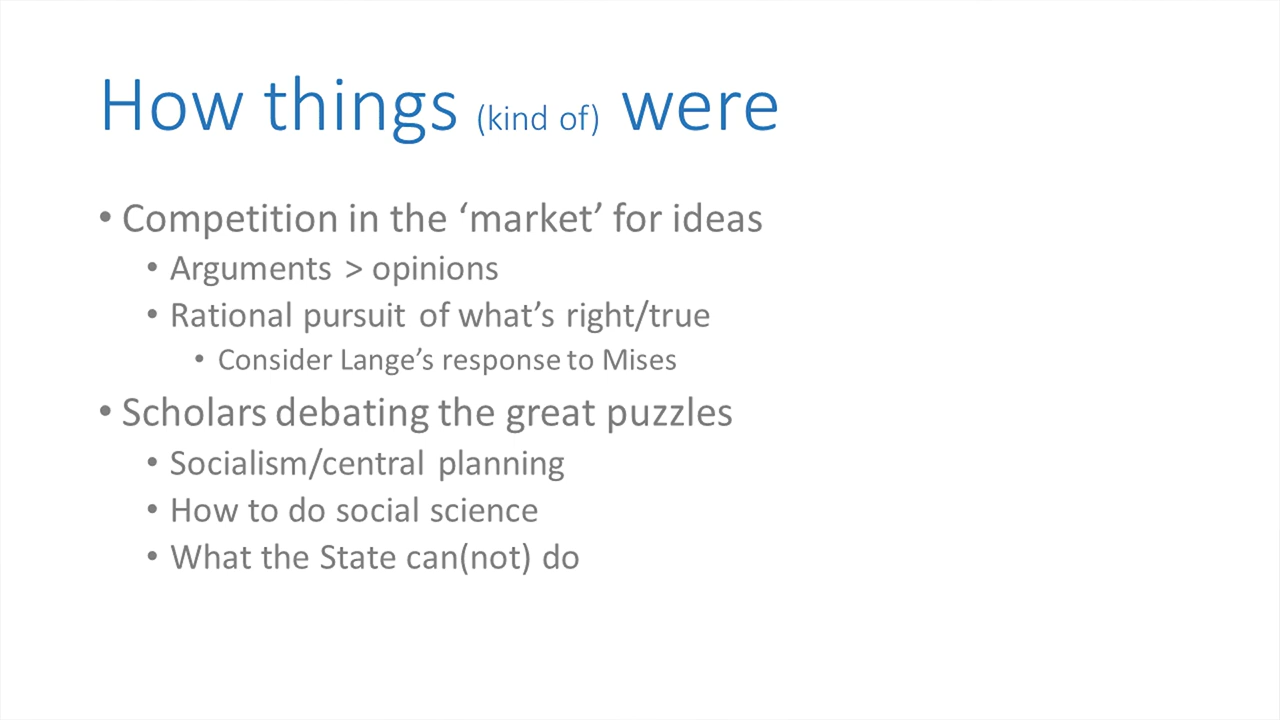 How things (kind of) were
• Competition in the ‘market’ for ideas
• Arguments > opinions
• Rational pursuit of what’s right/true
• Consider Lange’s response to Mises
• Scholars debating the great puzzles
• Socialism/central planning
• How to do social science
• What the State can(not) do